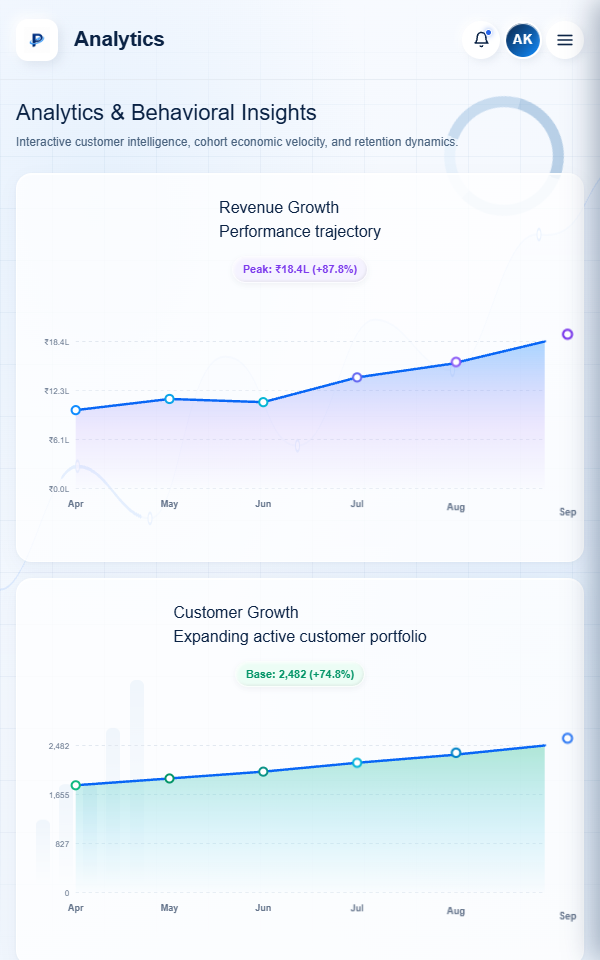 P
Analytics
AK
Analytics & Behavioral Insights
Interactive customer intelligence, cohort economic velocity, and retention dynamics.
Revenue Growth
Performance trajectory
Peak: ₹18.4L (+87.8%)
₹18.4L
₹12.3L
₹6.1L
₹0.0L
Apr May Jun Jul Aug Sep
Customer Growth
Expanding active customer portfolio
Base: 2,482 (+74.8%)
2,482
1,655
827
0
Apr May Jun Jul Aug Sep